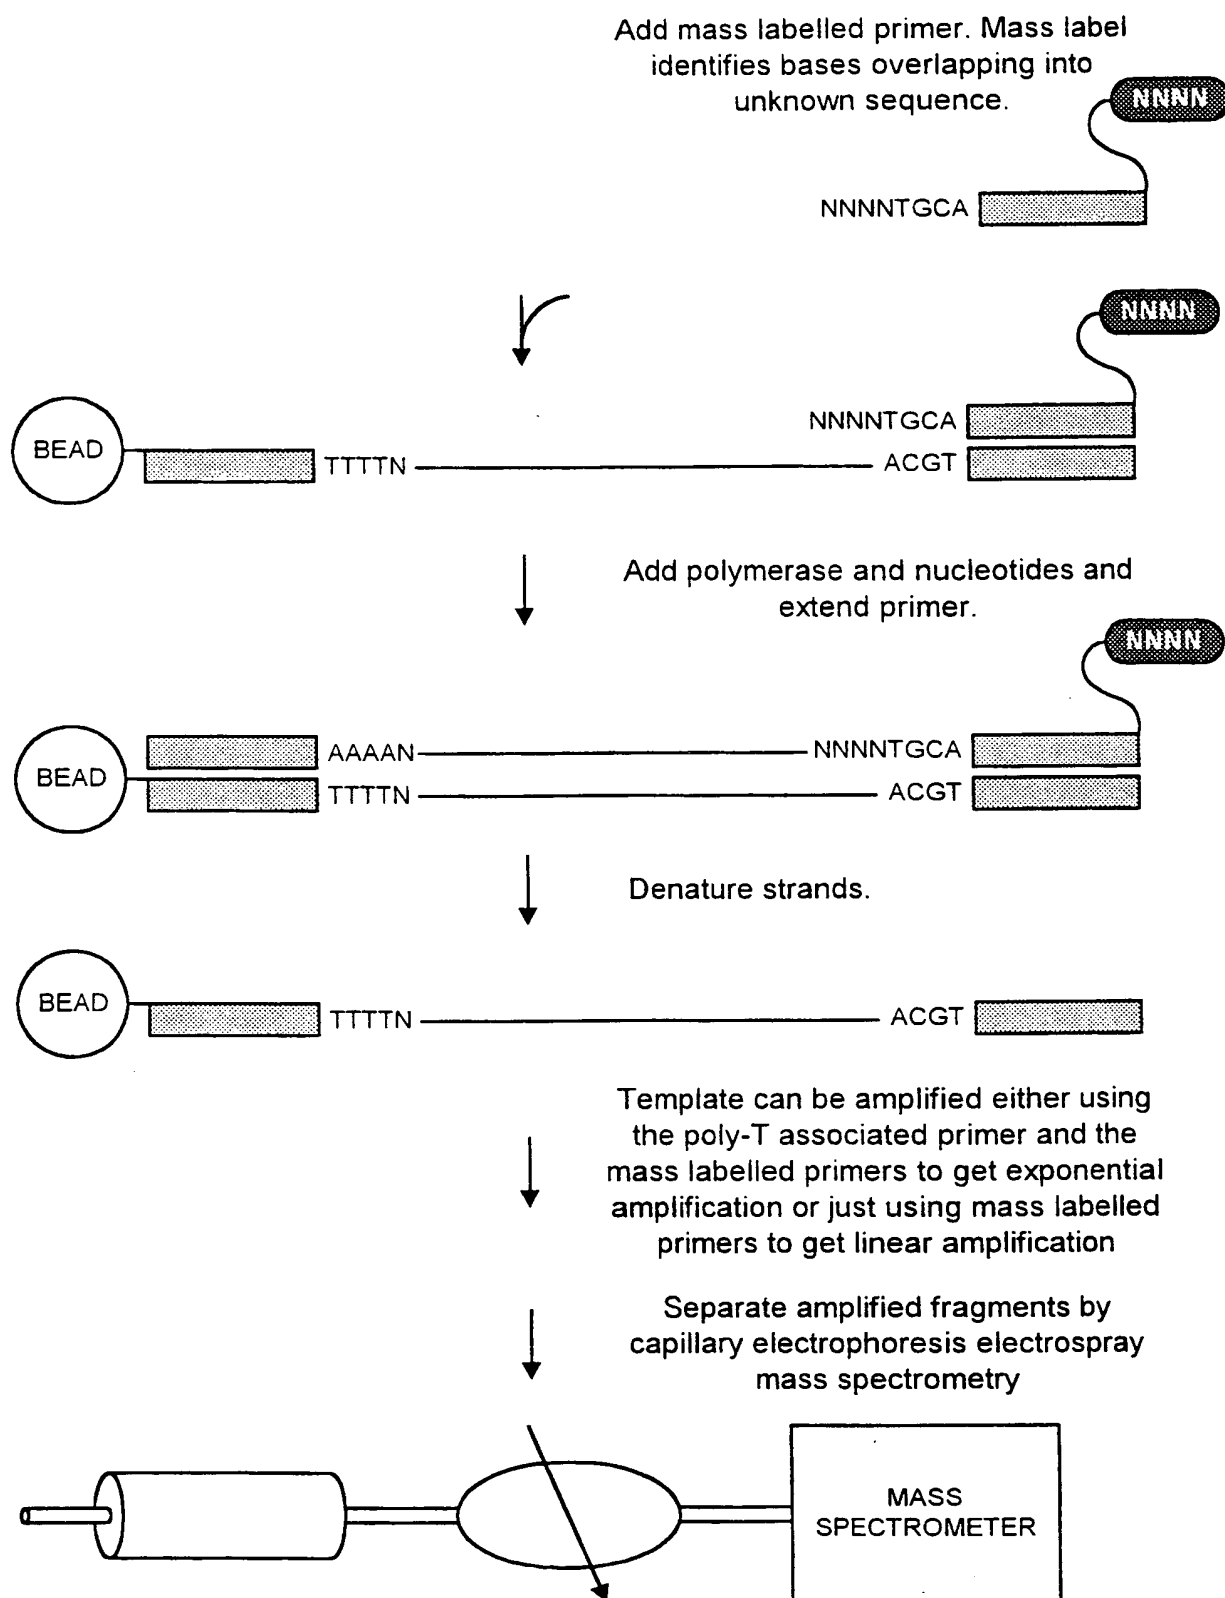 Add mass labelled primer. Mass label
identifies bases overlapping into
unknown sequence.
NNNN
NNNNTGCA
NNNN
NNNNTGCA
BEAD
TTTTN
ACGT
Add polymerase and nucleotides and
extend primer.
NNNN
AAAAN
NNNNTGCA
BEAD
TTTTN
ACGT
Denature strands.
BEAD
TTTTN
ACGT
Template can be amplified either using
the poly-T associated primer and the
mass labelled primers to get exponential
amplification or just using mass labelled
primers to get linear amplification
Separate amplified fragments by
capillary electrophoresis electrospray
mass spectrometry
MASS
SPECTROMETER